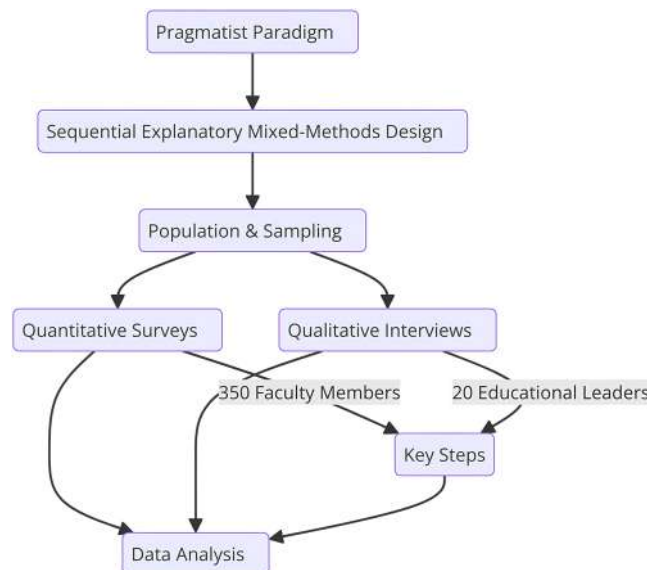 Pragmatist Paradigm
Sequential Explanatory Mixed-Methods Design
Population & Sampling
Quantitative Surveys
Qualitative Interviews
350 Faculty Members
20 Educational Leaders
Key Steps
Data Analysis